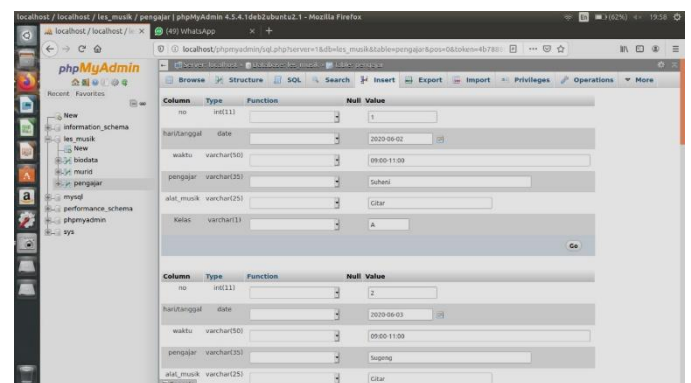 localhost / localhost / les_musik / pengajar | phpMyAdmin 4.5.4.1deb2ubuntu2.1 - Mozilla Firefox
En (62%) 19:58
localhost / localhost / le × (49) WhatsApp × +
localhost/phpmyadmin/sql.php?server=1&db=les_musik&table=pengajar&pos=0&token=4b788
phpMyAdmin
Recent Favorites
New
information_schema
les_musik
New
biodata
murid
pengajar
mysql
performance_schema
phpmyadmin
sys
Browse Structure SQL Search Insert Export Import Privileges Operations More
Column Type Function Null Value
no int(11) 1
hari/tanggal date 2020-06-02
waktu varchar(50) 09:00-11:00
pengajar varchar(35) Suheni
alat_musik varchar(25) Gitar
Kelas varchar(1) A
Go
Column Type Function Null Value
no int(11) 2
hari/tanggal date 2020-06-03
waktu varchar(50) 09:00-11:00
pengajar varchar(35) Sugeng
alat_musik varchar(25) Gitar